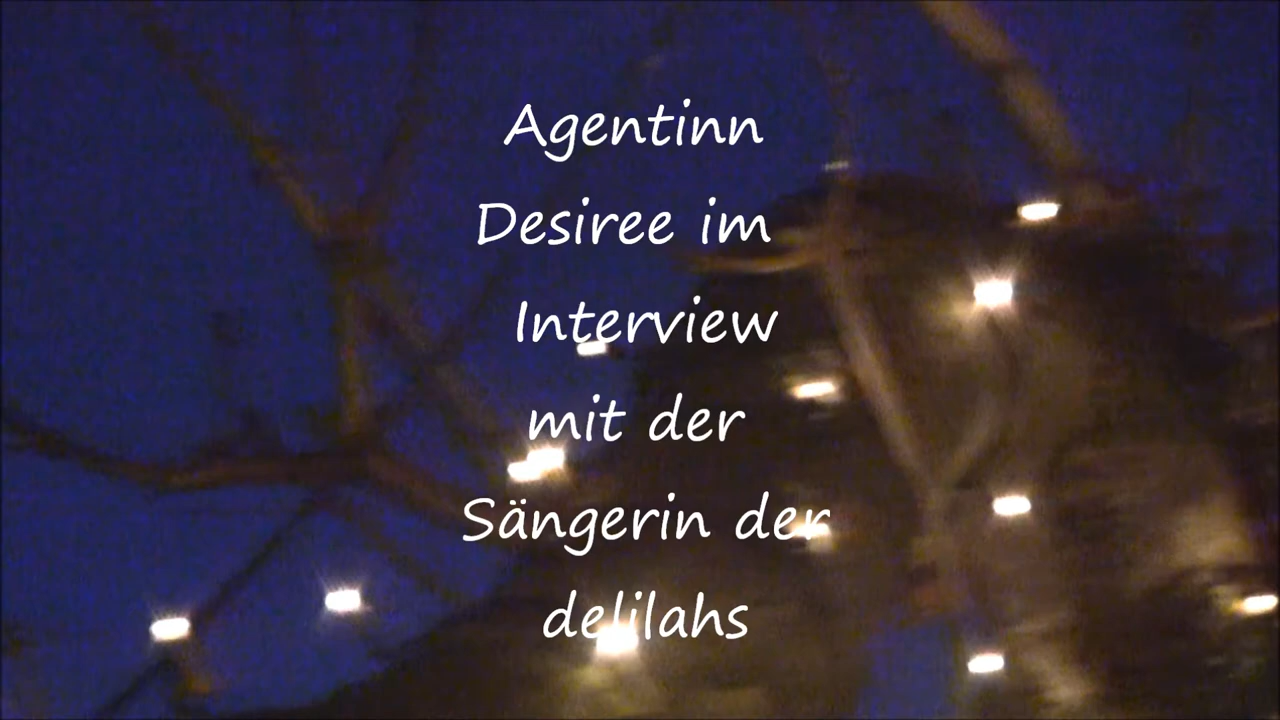 Agentinn
Desiree im
Interview
mit der
Sängerin der
delilahs